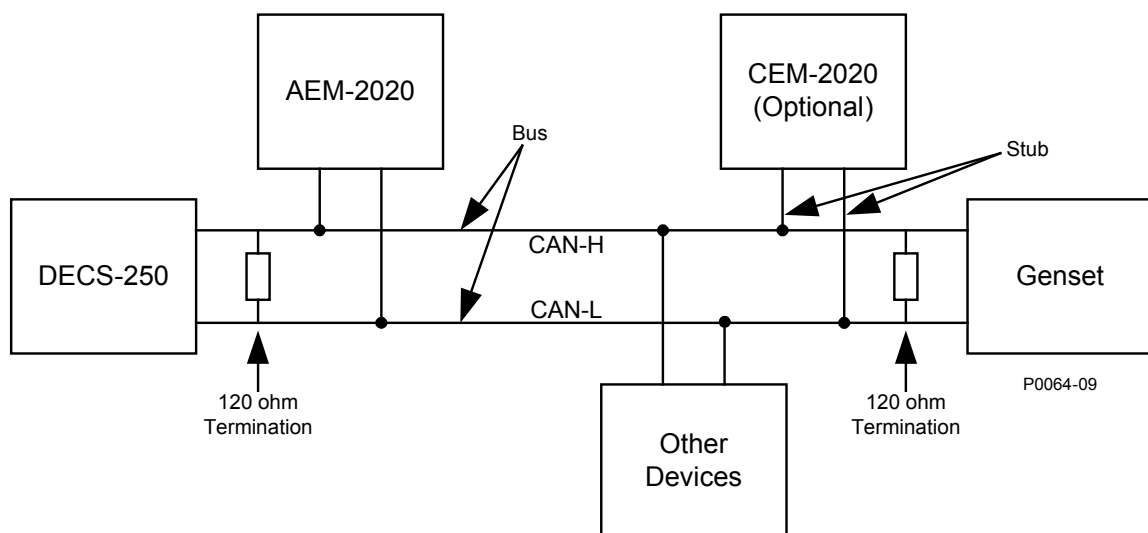 AEM-2020
CEM-2020
(Optional)
Bus
Stub
DECS-250
CAN-H
CAN-L
Genset
P0064-09
120 ohm
Termination
120 ohm
Termination
Other
Devices